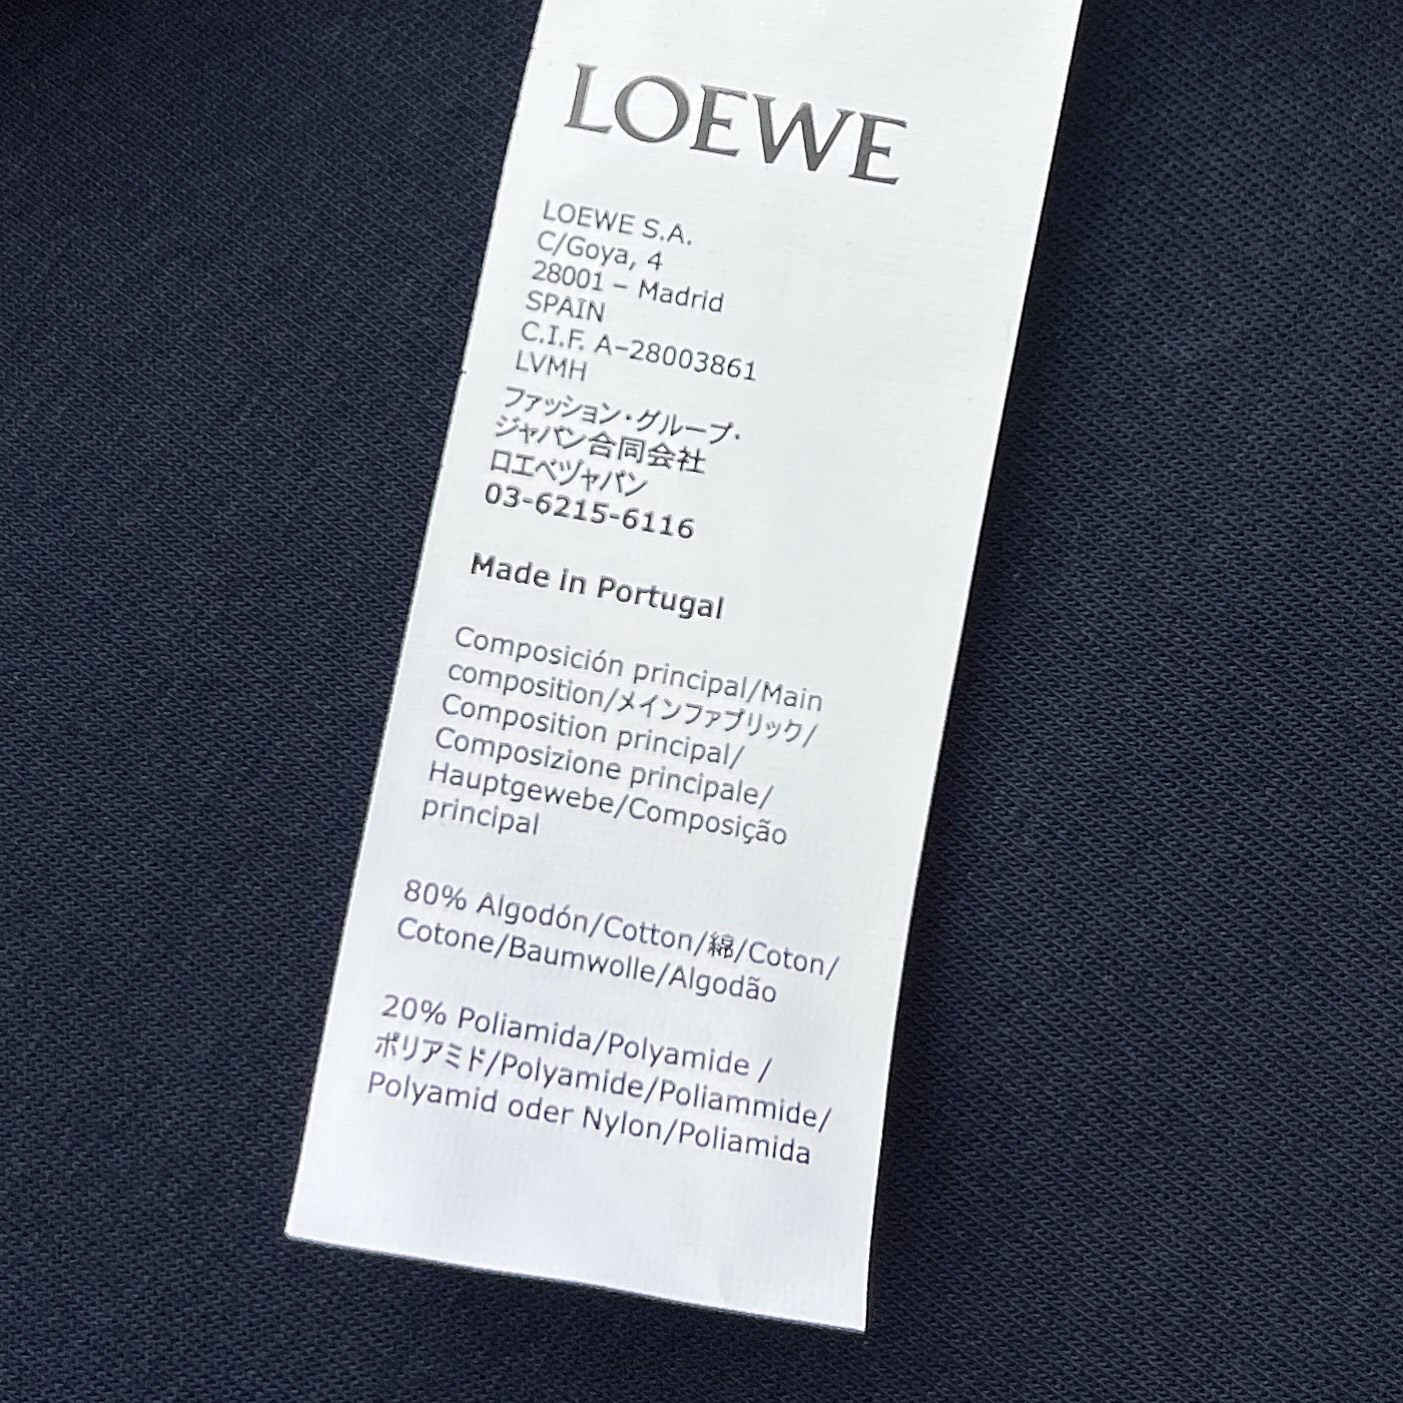 LOEWE
LOEWE S.A.
C/Goya, 4
28001 – Madrid
SPAIN
C.I.F. A–28003861
LVMH
ファッション・グループ・
ジャパン合同会社
ロエベヅャパン
03-6215-6116
Made in Portugal
Composición principal/Main
composition/メインファブリック/
Composition principal/
Composizione principale/
Hauptgewebe/Composição
principal
80% Algodón/Cotton/綿/Coton/
Cotone/Baumwolle/Algodão
20% Poliamida/Polyamide /
ポリアミド/Polyamide/Poliammide/
Polyamid oder Nylon/Poliamida